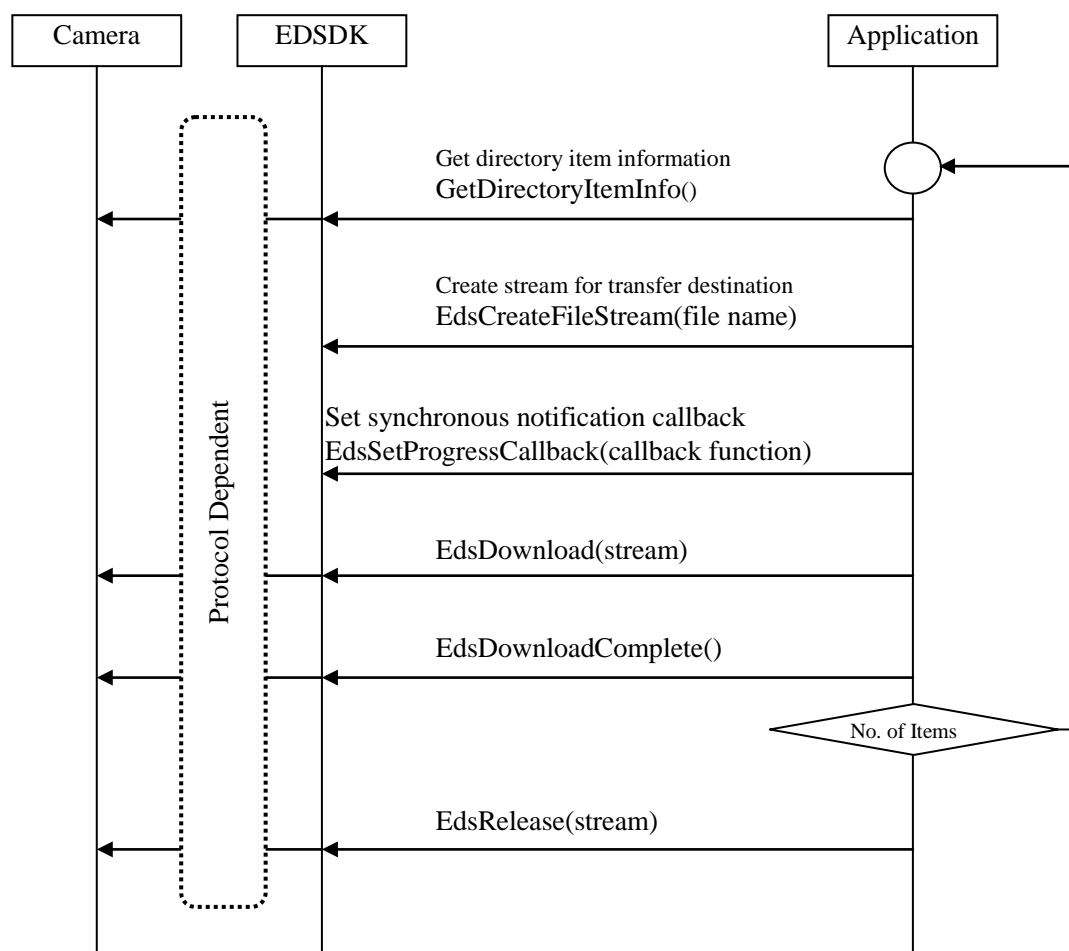 Camera
EDSDK
Application
Get directory item information
GetDirectoryItemInfo()
Create stream for transfer destination
EdsCreateFileStream(file name)
Protocol Dependent
Set synchronous notification callback
EdsSetProgressCallback(callback function)
EdsDownload(stream)
EdsDownloadComplete()
No. of Items
EdsRelease(stream)